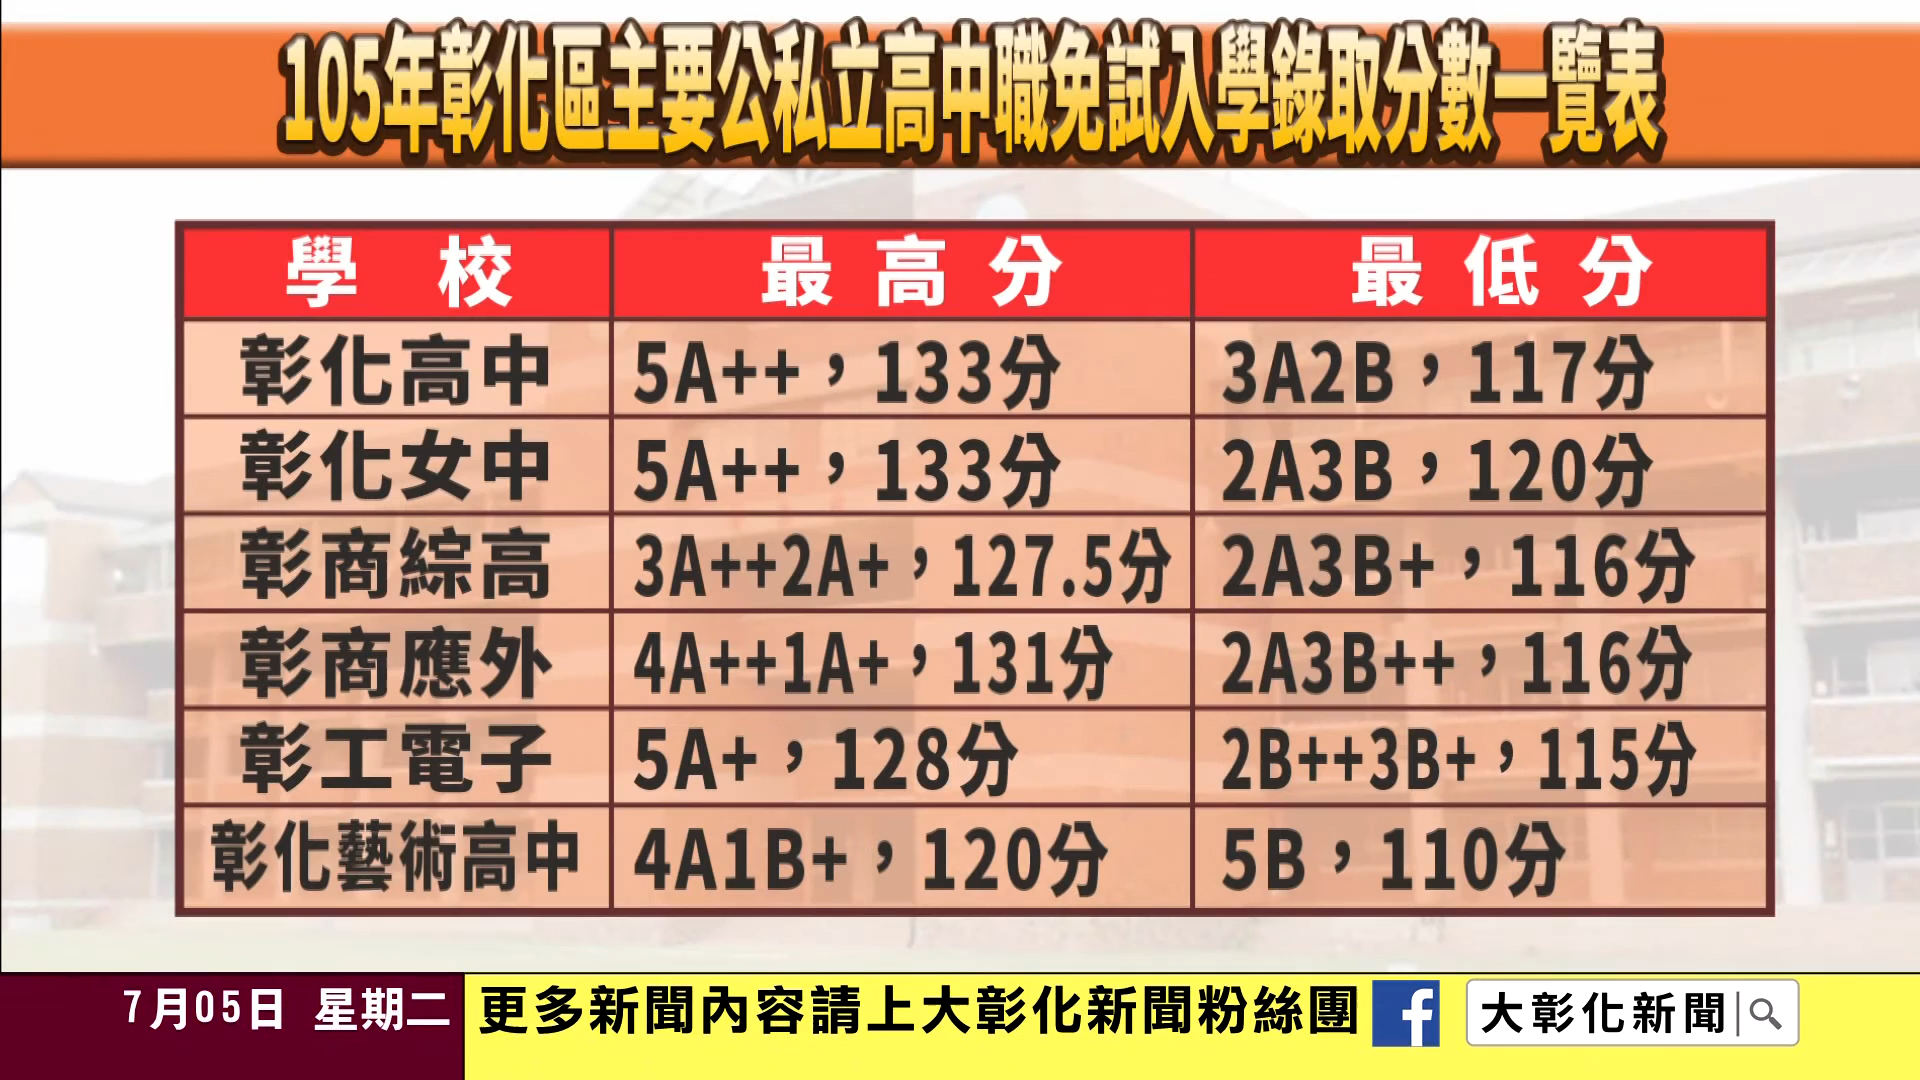 105年彰化區主要公私立高中職免試入學錄取分數一覽表
學校 最高分 最低分
彰化高中 5A++，133分 3A2B，117分
彰化女中 5A++，133分 2A3B，120分
彰商綜高 3A++2A+，127.5分 2A3B+，116分
彰商應外 4A++1A+，131分 2A3B++，116分
彰工電子 5A+，128分 2B++3B+，115分
彰化藝術高中 4A1B+，120分 5B，110分
7月05日 星期二 更多新聞內容請上大彰化新聞粉絲團 f 大彰化新聞